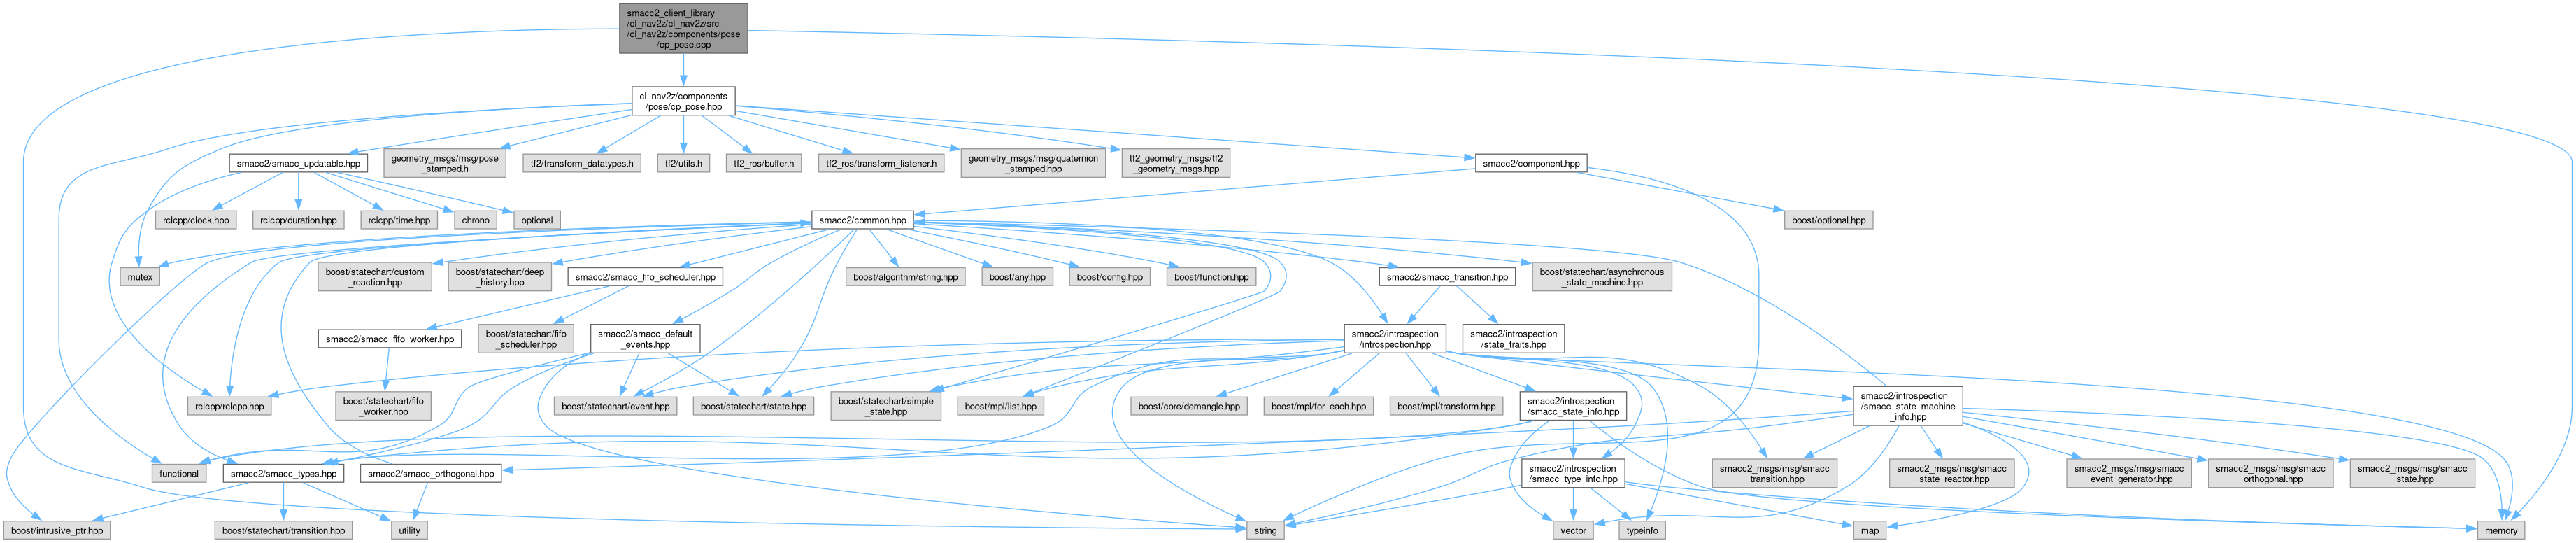 smacc2_client_library
/cl_nav2z/cl_nav2z/src
/cl_nav2z/components/pose
/cp_pose.cpp
cl_nav2z/components
/pose/cp_pose.hpp
smacc2/smacc_updatable.hpp
geometry_msgs/msg/pose
_stamped.h
tf2/transform_datatypes.h
tf2/utils.h
tf2_ros/buffer.h
tf2_ros/transform_listener.h
geometry_msgs/msg/quaternion
_stamped.hpp
tf2_geometry_msgs/tf2
_geometry_msgs.hpp
smacc2/component.hpp
rclcpp/clock.hpp
rclcpp/duration.hpp
rclcpp/time.hpp
chrono
optional
smacc2/common.hpp
boost/optional.hpp
mutex
boost/statechart/custom
_reaction.hpp
boost/statechart/deep
_history.hpp
smacc2/smacc_fifo_scheduler.hpp
boost/algorithm/string.hpp
boost/any.hpp
boost/config.hpp
boost/function.hpp
smacc2/smacc_transition.hpp
boost/statechart/asynchronous
_state_machine.hpp
smacc2/smacc_fifo_worker.hpp
boost/statechart/fifo
_scheduler.hpp
smacc2/smacc_default
_events.hpp
smacc2/introspection
/introspection.hpp
smacc2/introspection
/state_traits.hpp
rclcpp/rclcpp.hpp
boost/statechart/fifo
_worker.hpp
boost/statechart/event.hpp
boost/statechart/state.hpp
boost/statechart/simple
_state.hpp
boost/mpl/list.hpp
boost/core/demangle.hpp
boost/mpl/for_each.hpp
boost/mpl/transform.hpp
smacc2/introspection
/smacc_state_info.hpp
smacc2/introspection
/smacc_state_machine
_info.hpp
functional
smacc2/smacc_types.hpp
smacc2/smacc_orthogonal.hpp
smacc2/introspection
/smacc_type_info.hpp
smacc2_msgs/msg/smacc
_transition.hpp
smacc2_msgs/msg/smacc
_state_reactor.hpp
smacc2_msgs/msg/smacc
_event_generator.hpp
smacc2_msgs/msg/smacc
_orthogonal.hpp
smacc2_msgs/msg/smacc
_state.hpp
boost/intrusive_ptr.hpp
boost/statechart/transition.hpp
utility
string
vector
typeinfo
map
memory